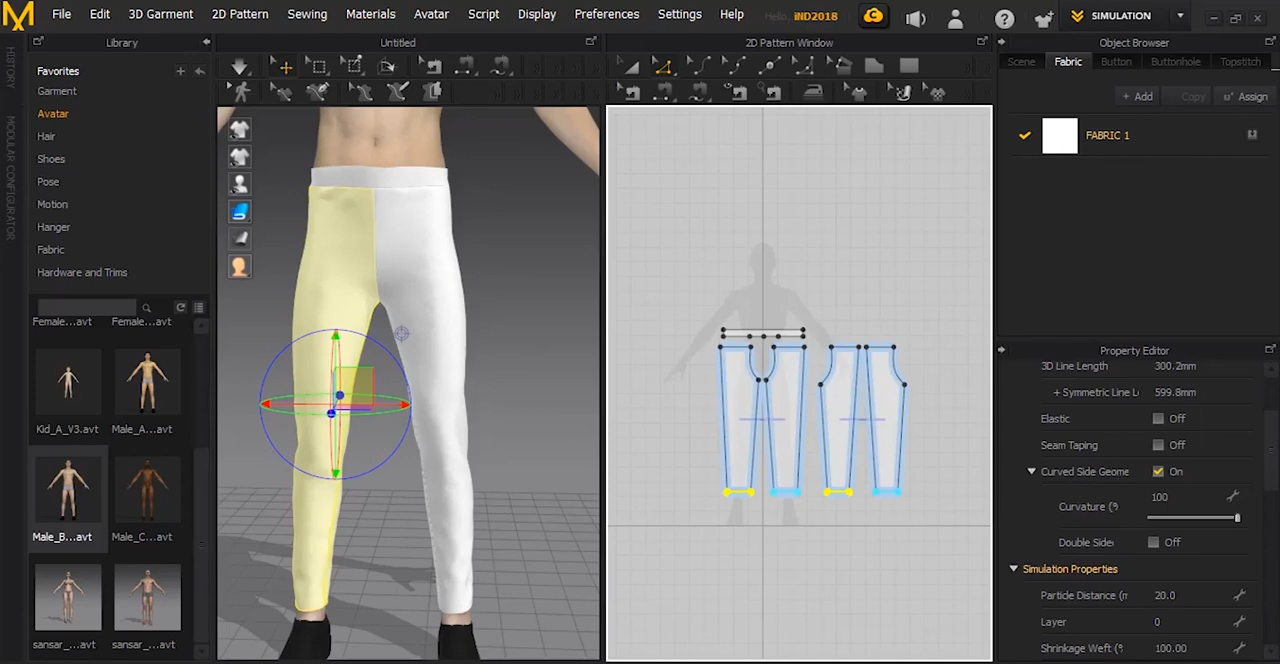 File Edit 3D Garment 2D Pattern Sewing Materials Avatar Script Display Preferences Settings Help Hello, iND2018 SIMULATION
Library Untitled 2D Pattern Window Object Browser
HISTORY
MODULAR CONFIGURATOR
Favorites
Garment
Avatar
Hair
Shoes
Pose
Motion
Hanger
Fabric
Hardware and Trims
Female...avt Female...avt
Kid_A_V3.avt Male_A...avt
Male_B...avt Male_C...avt
sansar_...avt sansar_...avt
Scene Fabric Button Buttonhole Topstitch
+ Add Copy Assign
FABRIC 1
Property Editor
3D Line Length 300.2mm
+ Symmetric Line L 599.8mm
Elastic Off
Seam Taping Off
Curved Side Geome On
Curvature (% 100
Double Side Off
Simulation Properties
Particle Distance (m 20.0
Layer 0
Shrinkage Weft (% 100.00